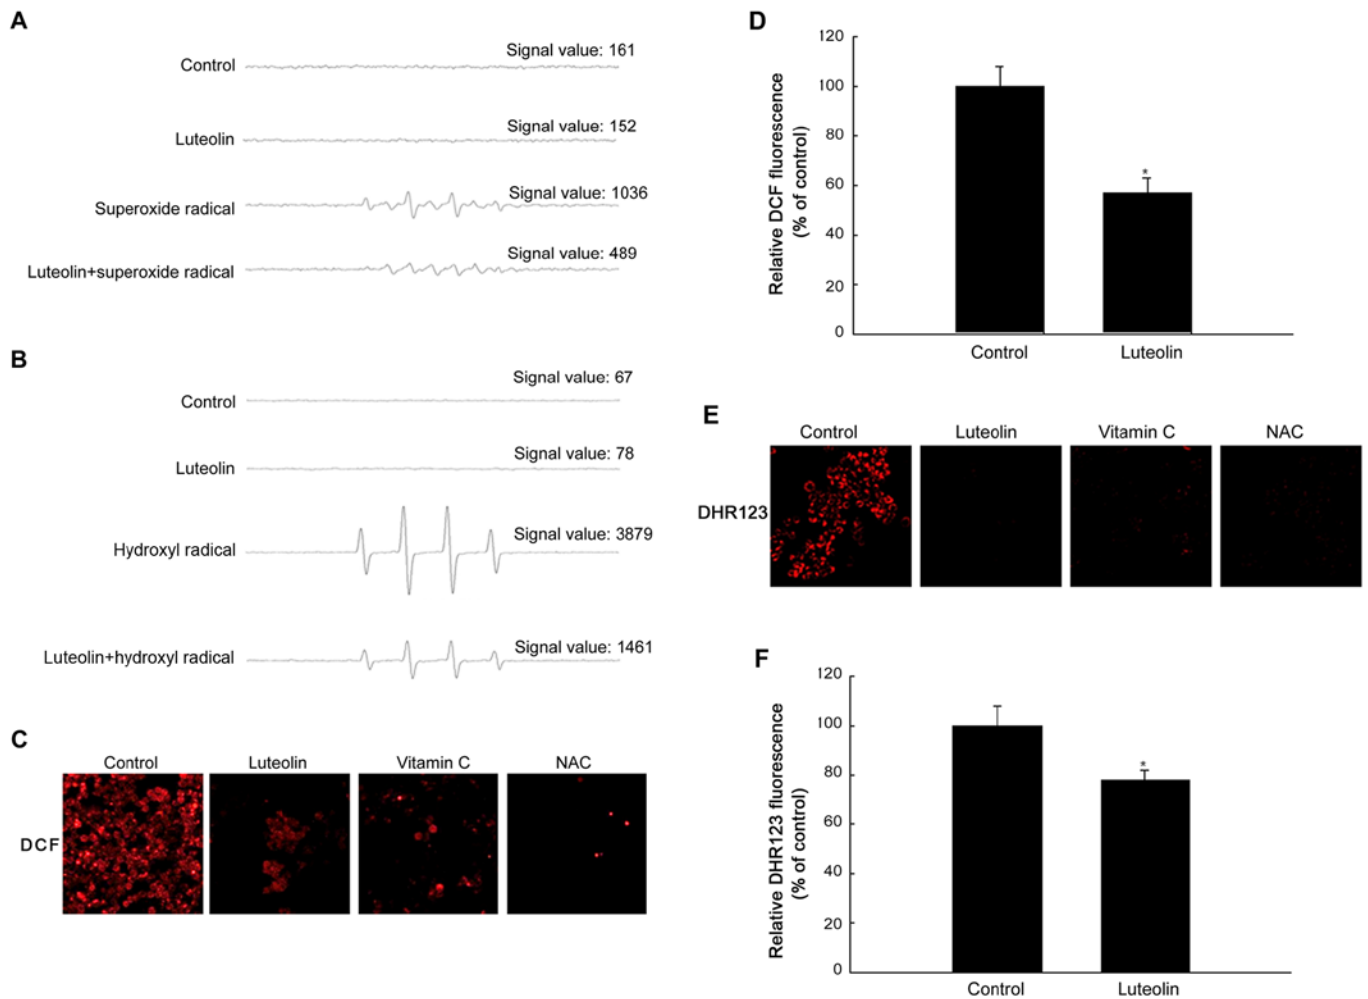 A
Control
Signal value: 161
Luteolin
Signal value: 152
Superoxide radical
Signal value: 1036
Luteolin+superoxide radical
Signal value: 489
B
Control
Signal value: 67
Luteolin
Signal value: 78
Hydroxyl radical
Signal value: 3879
Luteolin+hydroxyl radical
Signal value: 1461
C
Control Luteolin Vitamin C NAC
DCF
D
Relative DCF fluorescence
(% of control)
120
100
80
60
40
20
0
*
Control Luteolin
E
Control Luteolin Vitamin C NAC
DHR123
F
Relative DHR123 fluorescence
(% of control)
120
100
80
60
40
20
0
*
Control Luteolin